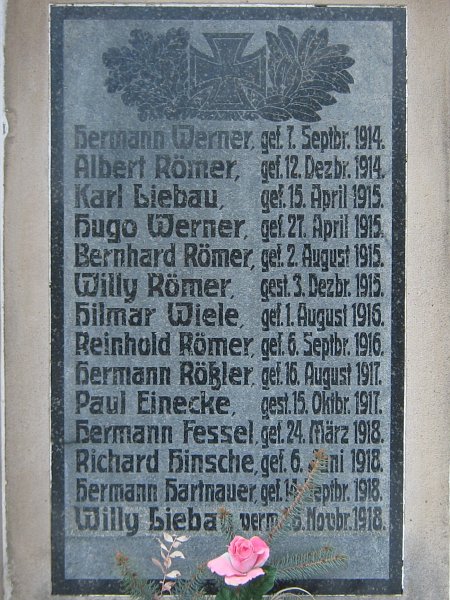 Hermann Werner, gef. 7. Septbr. 1914.
Albert Römer, gef. 12. Dezbr. 1914.
Karl Liebau, gef. 15. April 1915.
Hugo Werner, gef. 27. April 1915.
Bernhard Römer, gef. 2. August 1915.
Willy Römer, gest. 3. Dezbr. 1915.
Hilmar Wiele, gef. 1. August 1916.
Reinhold Römer, gef. 6. Septbr. 1916.
Hermann Rößler, gef. 16. August 1917.
Paul Einecke, gest. 15. Oktbr. 1917.
Hermann Fessel, gef. 24. März 1918.
Richard Hinsche, gef. 6. Juni 1918.
Hermann Hartnauer, gef. Septbr. 1918.
Willy Novbr. 1918.